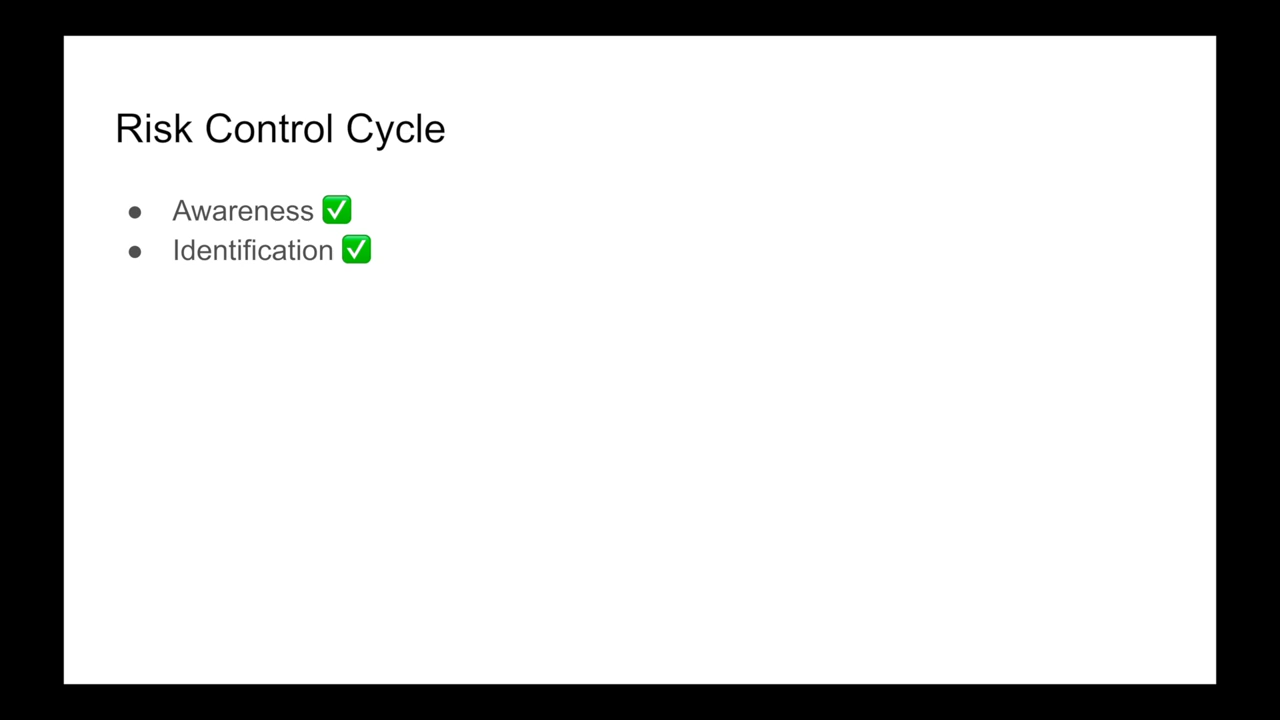 Risk Control Cycle
● Awareness ✅
● Identification ✅